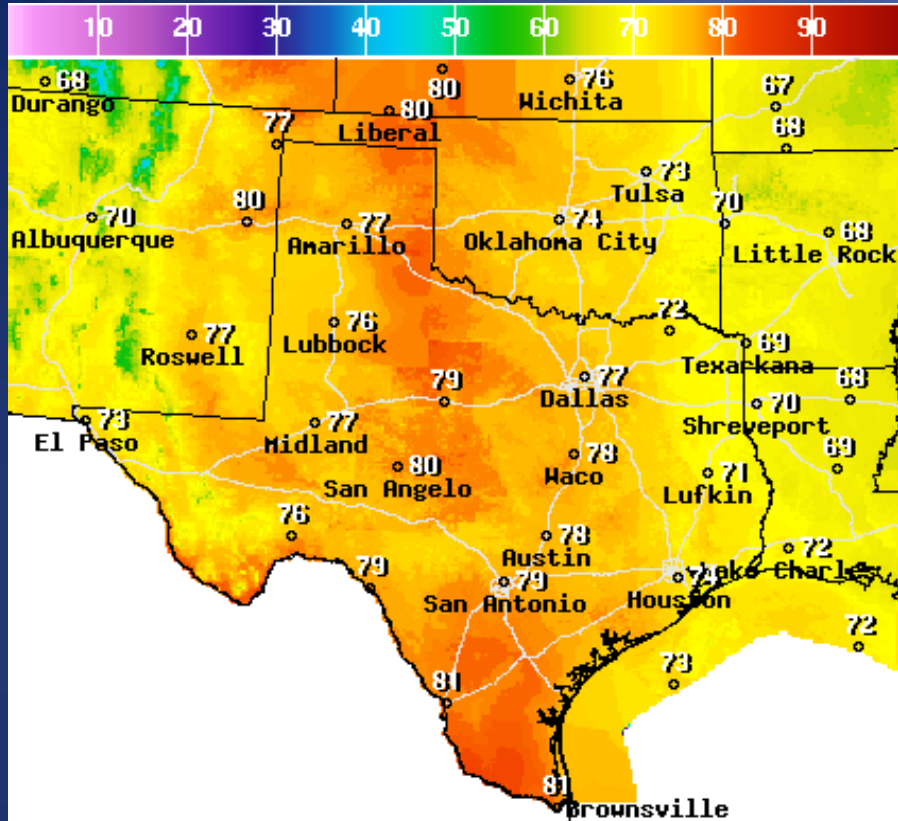 10 20 30 40 50 60 70 80 90
80
68 76
Durango Wichita 67
80
Liberal
77 68
73
Tulsa
80 70
70 77 74 68
Albuquerque Amarillo Oklahoma City Little Rock
76 72
77 Lubbock 69
Roswell Texarkana
77
Dallas 68
79 70
73 77 Shreveport
El Paso Midland
78 69
80 Waco 71
San Angelo Lufkin
76 78 72
Austin Lake Charles
79 79 74
San Antonio Houston
72
73
81
81
Brownsville